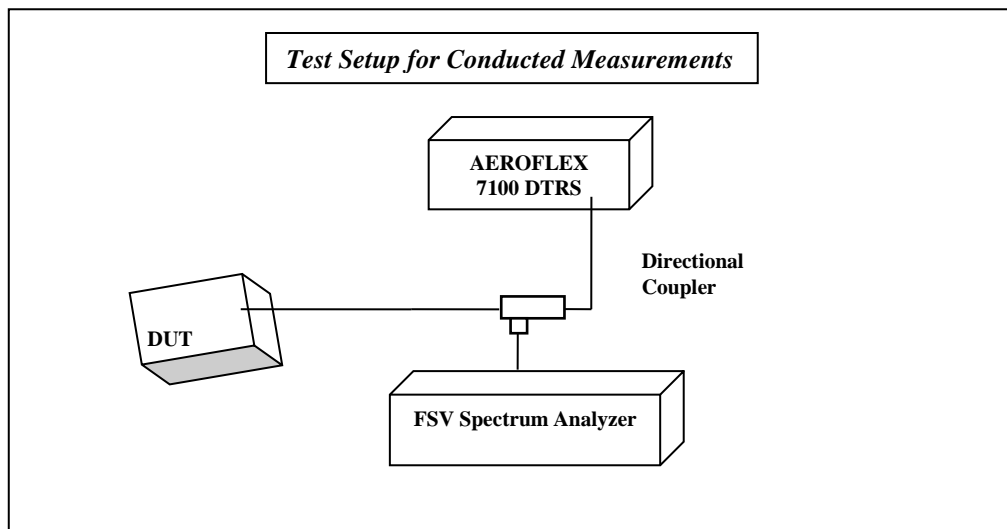 Test Setup for Conducted Measurements
AEROFLEX
7100 DTRS
Directional
Coupler
DUT
FSV Spectrum Analyzer